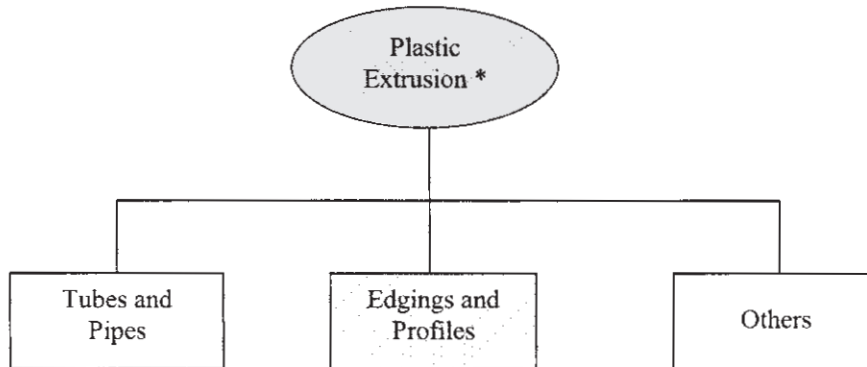 Plastic
Extrusion *
Tubes and
Pipes
Edgings and
Profiles
Others